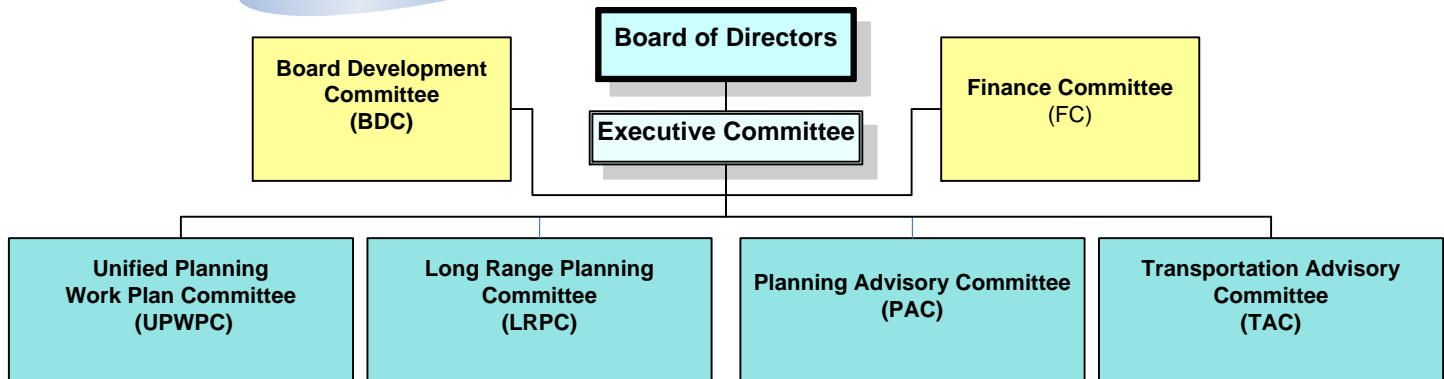 Board of Directors
Board Development
Committee
(BDC)
Finance Committee
(FC)
Executive Committee
Unified Planning
Work Plan Committee
(UPWPC)
Long Range Planning
Committee
(LRPC)
Planning Advisory Committee
(PAC)
Transportation Advisory
Committee
(TAC)